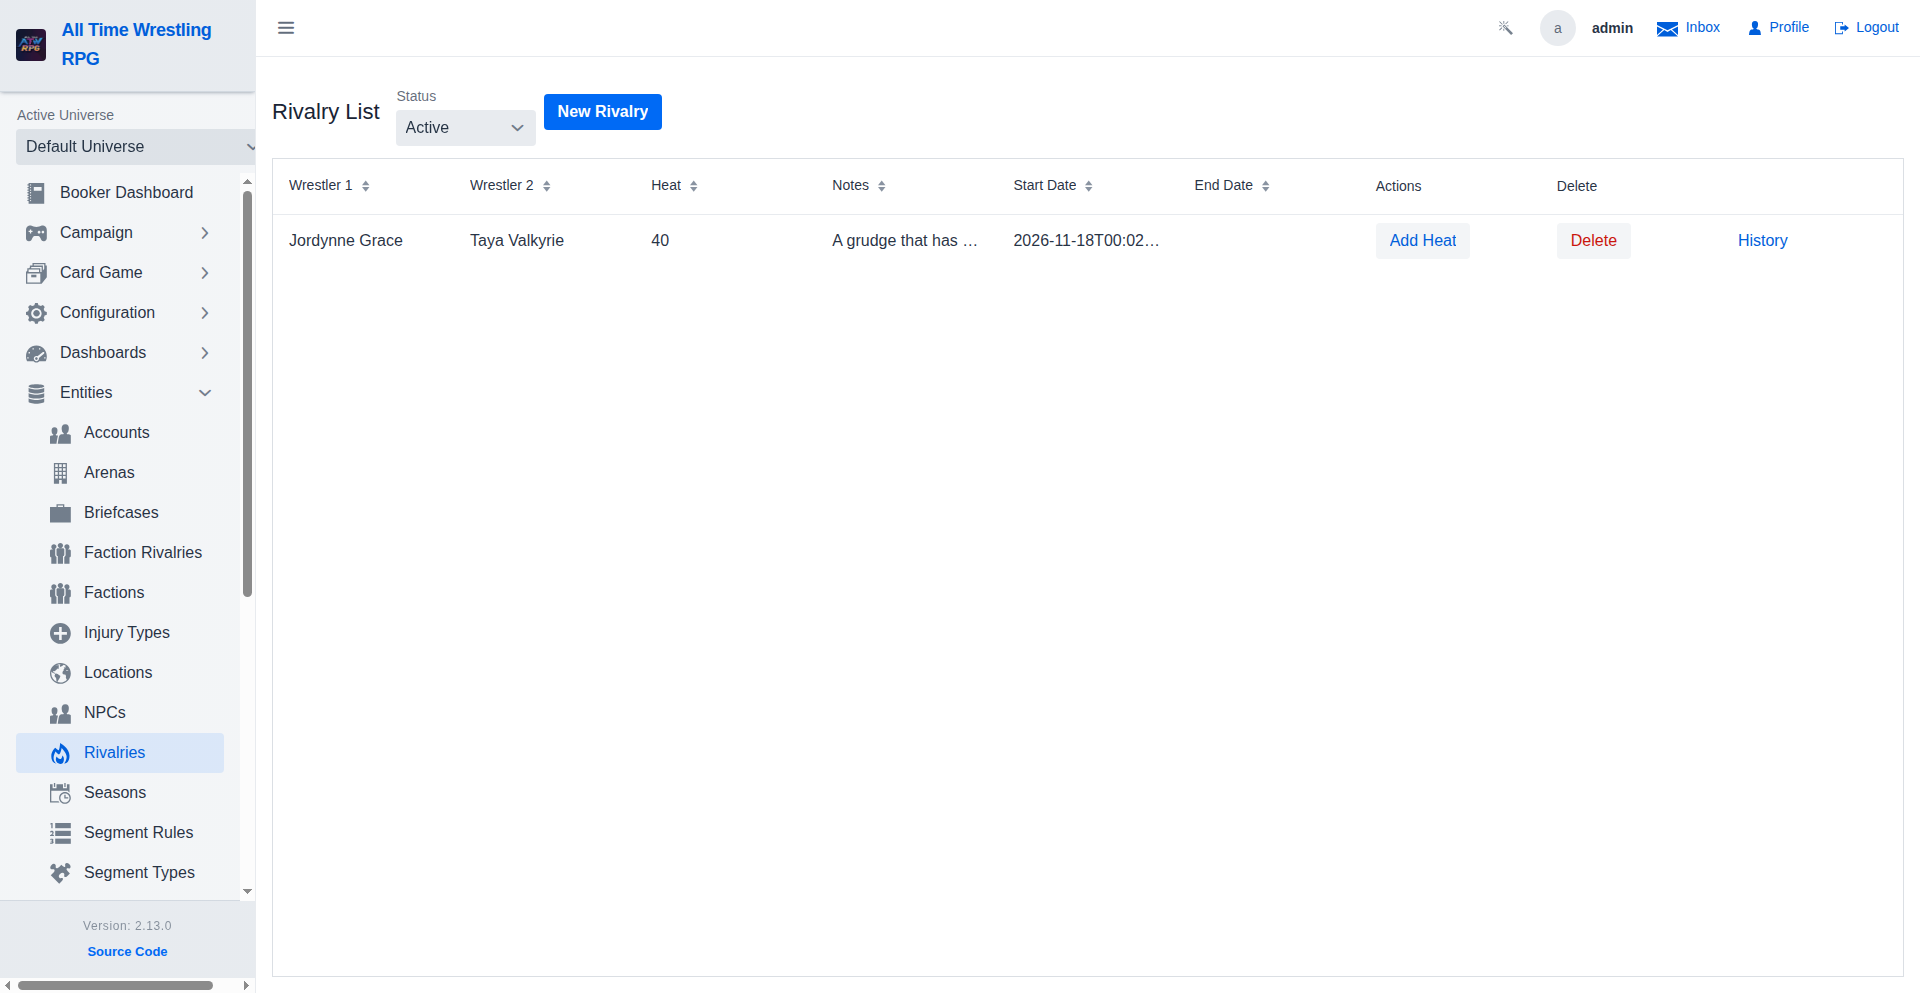 All Time Wrestling
RPG
Active Universe
Default Universe
Booker Dashboard
Campaign
Card Game
Configuration
Dashboards
Entities
Accounts
Arenas
Briefcases
Faction Rivalries
Factions
Injury Types
Locations
NPCs
Rivalries
Seasons
Segment Rules
Segment Types
Version: 2.13.0
Source Code
a admin Inbox Profile Logout
Rivalry List
Status
Active
New Rivalry
Wrestler 1 Wrestler 2 Heat Notes Start Date End Date Actions Delete
Jordynne Grace Taya Valkyrie 40 A grudge that has … 2026-11-18T00:02… Add Heat Delete History